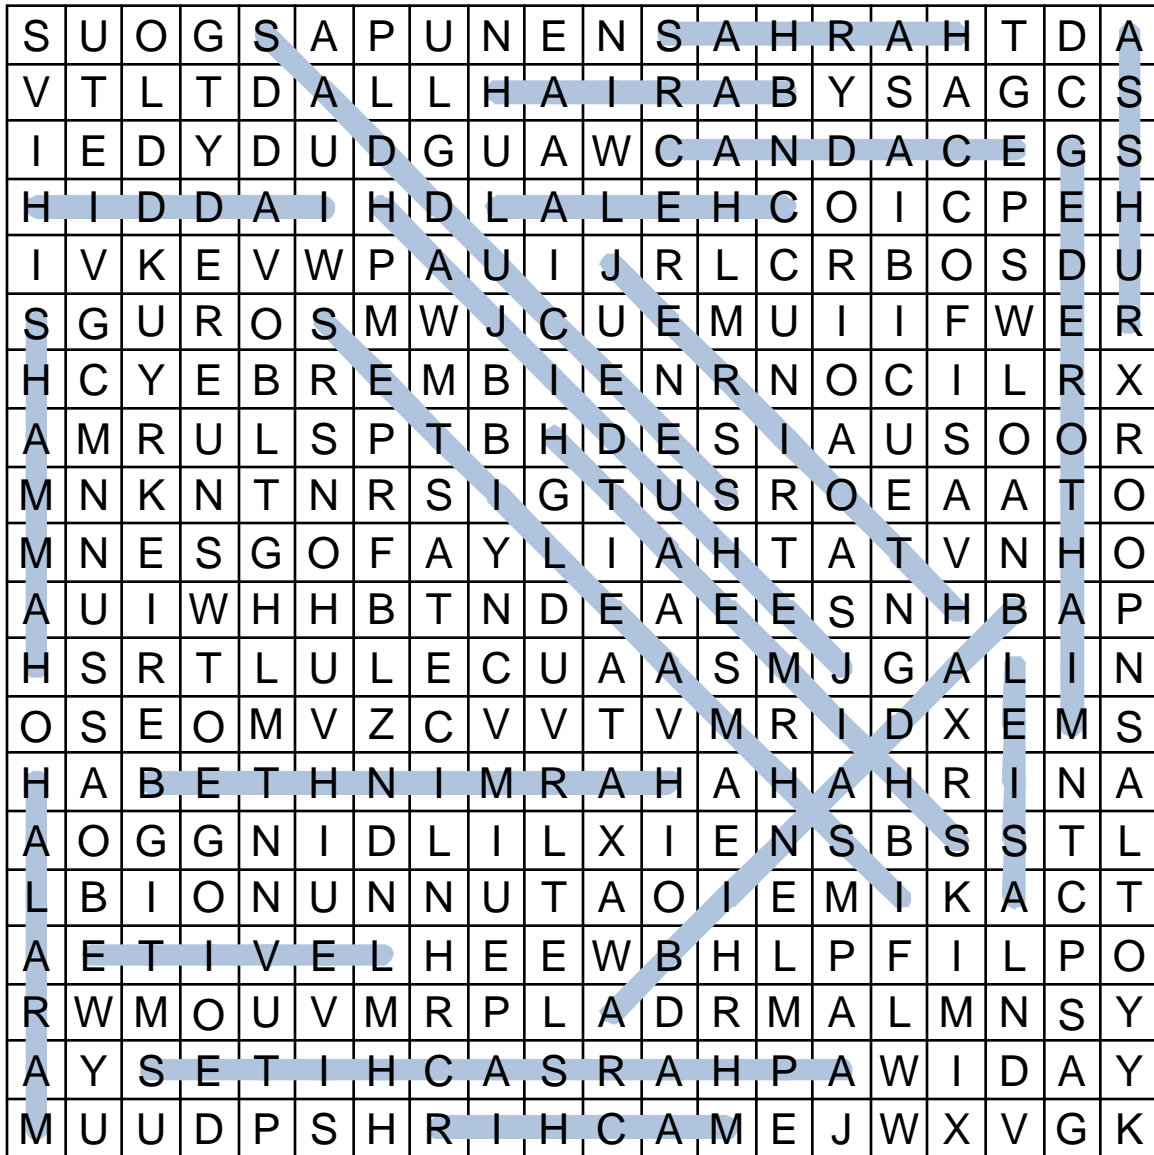 S U O G S A P U N E N S A H R A H T D A
V T L T D A L L H A I R A B Y S A G C S
I E D Y D U D G U A W C A N D A C E G S
H I D D A I H D L A L E H C O I C P E H
I V K E V W P A U I J R L C R B O S D U
S G U R O S M W J C U E M U I I F W E R
H C Y E B R E M B I E N R N O C I L R X
A M R U L S P T B H D E S I A U S O O R
M N K N T N R S I G T U S R O E A A T O
M N E S G O F A Y L I A H T A T V N H O
A U I W H H B T N D E A E E S N H B A P
H S R T L U L E C U A A S M J G A L I N
O S E O M V Z C V V T V M R I D X E M S
H A B E T H N I M R A H A H A H R I N A
A O G G N I D L I L X I E N S B S S T L
L B I O N U N N U T A O I E M I K A C T
A E T I V E L H E E W B H L P F I L P O
R W M O U V M R P L A D R M A L M N S Y
A Y S E T I H C A S R A H P A W I D A Y
M U U D P S H R I H C A M E J W X V G K